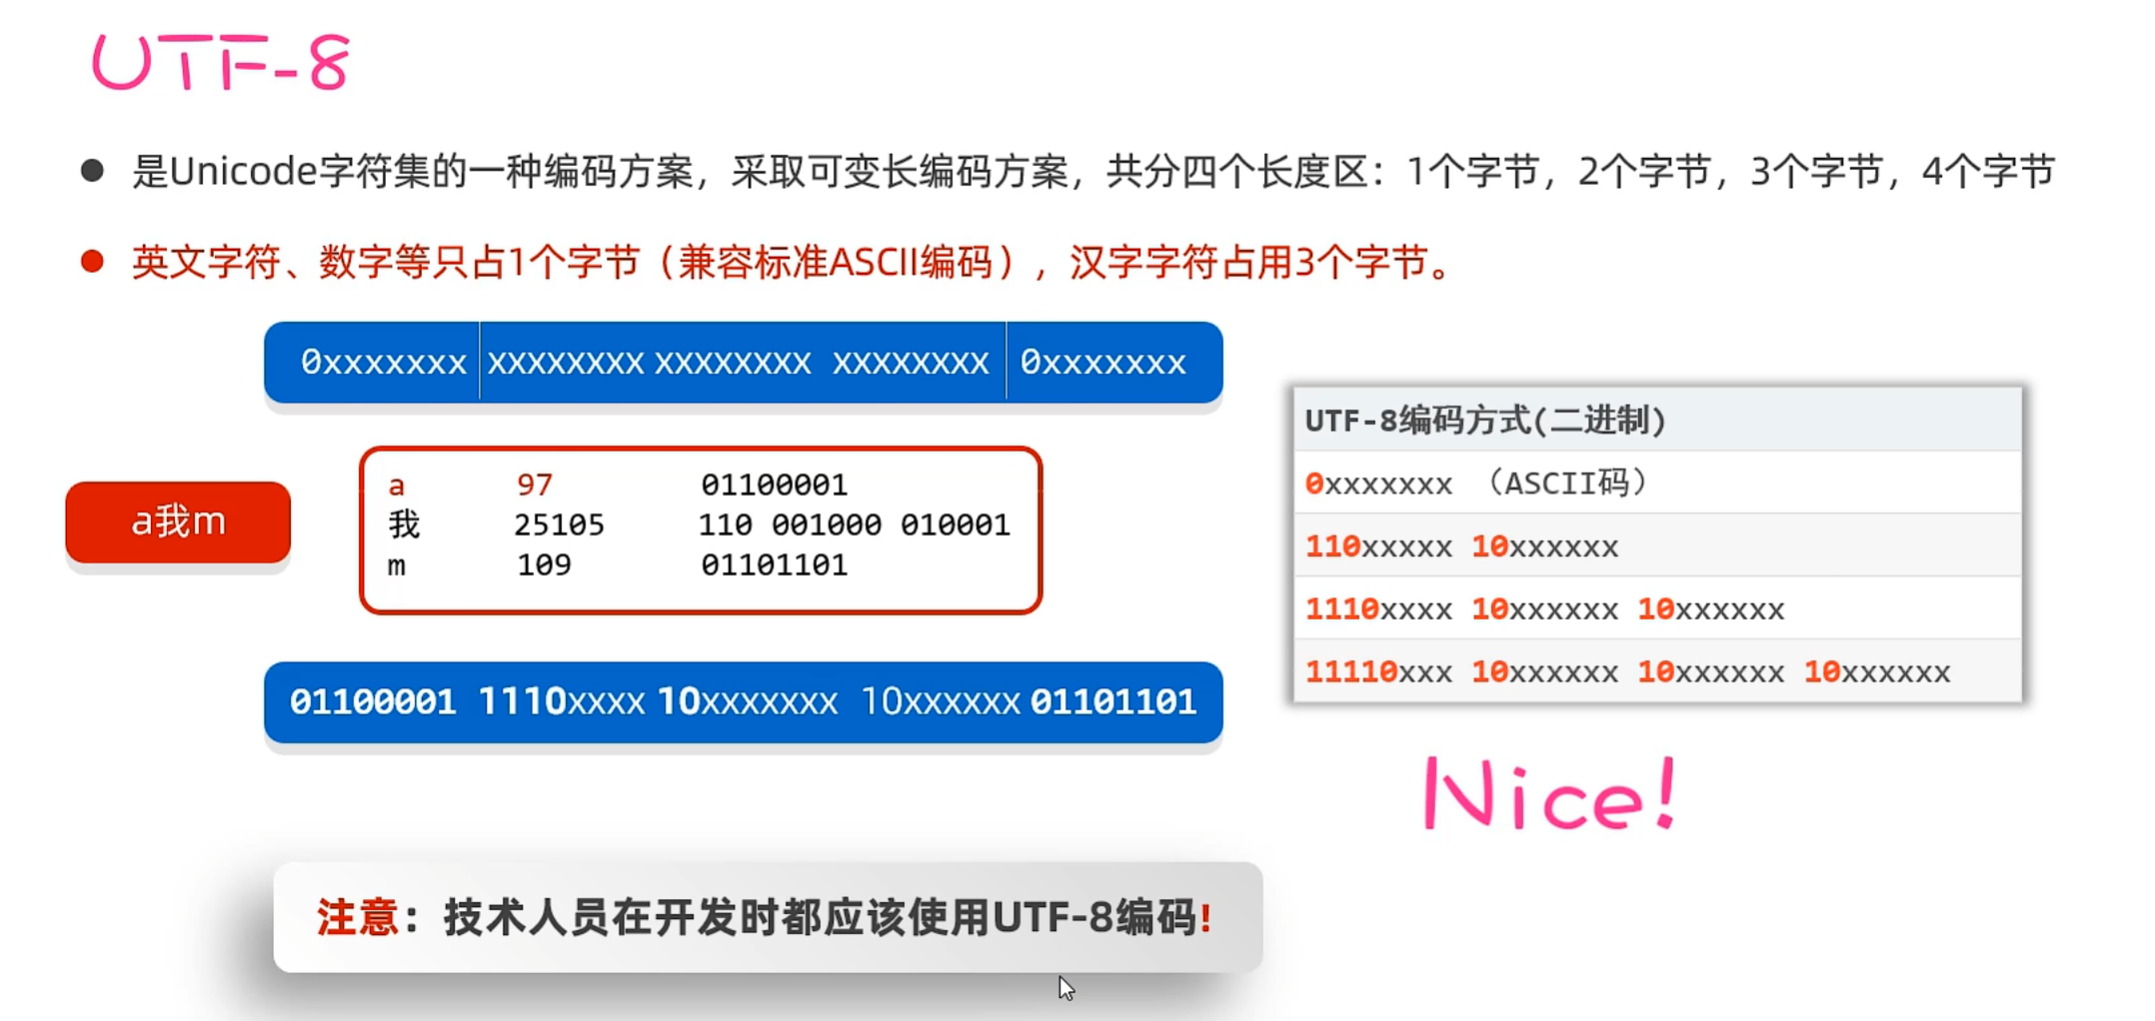 UTF-8
是Unicode字符集的一种编码方案，采取可变长编码方案，共分四个长度区：1个字节，2个字节，3个字节，4个字节
英文字符、数字等只占1个字节（兼容标准ASCII编码），汉字字符占用3个字节。
0xxxxxxx xxxxxxxx xxxxxxxx xxxxxxxx 0xxxxxxx
a我m
a 97 01100001
我 25105 110 001000 010001
m 109 01101101
01100001 1110xxxx 10xxxxxxx 10xxxxxx 01101101
UTF-8编码方式(二进制)
0xxxxxxx （ASCII码）
110xxxxx 10xxxxxx
1110xxxx 10xxxxxx 10xxxxxx
11110xxx 10xxxxxx 10xxxxxx 10xxxxxx
Nice!
注意：技术人员在开发时都应该使用UTF-8编码!